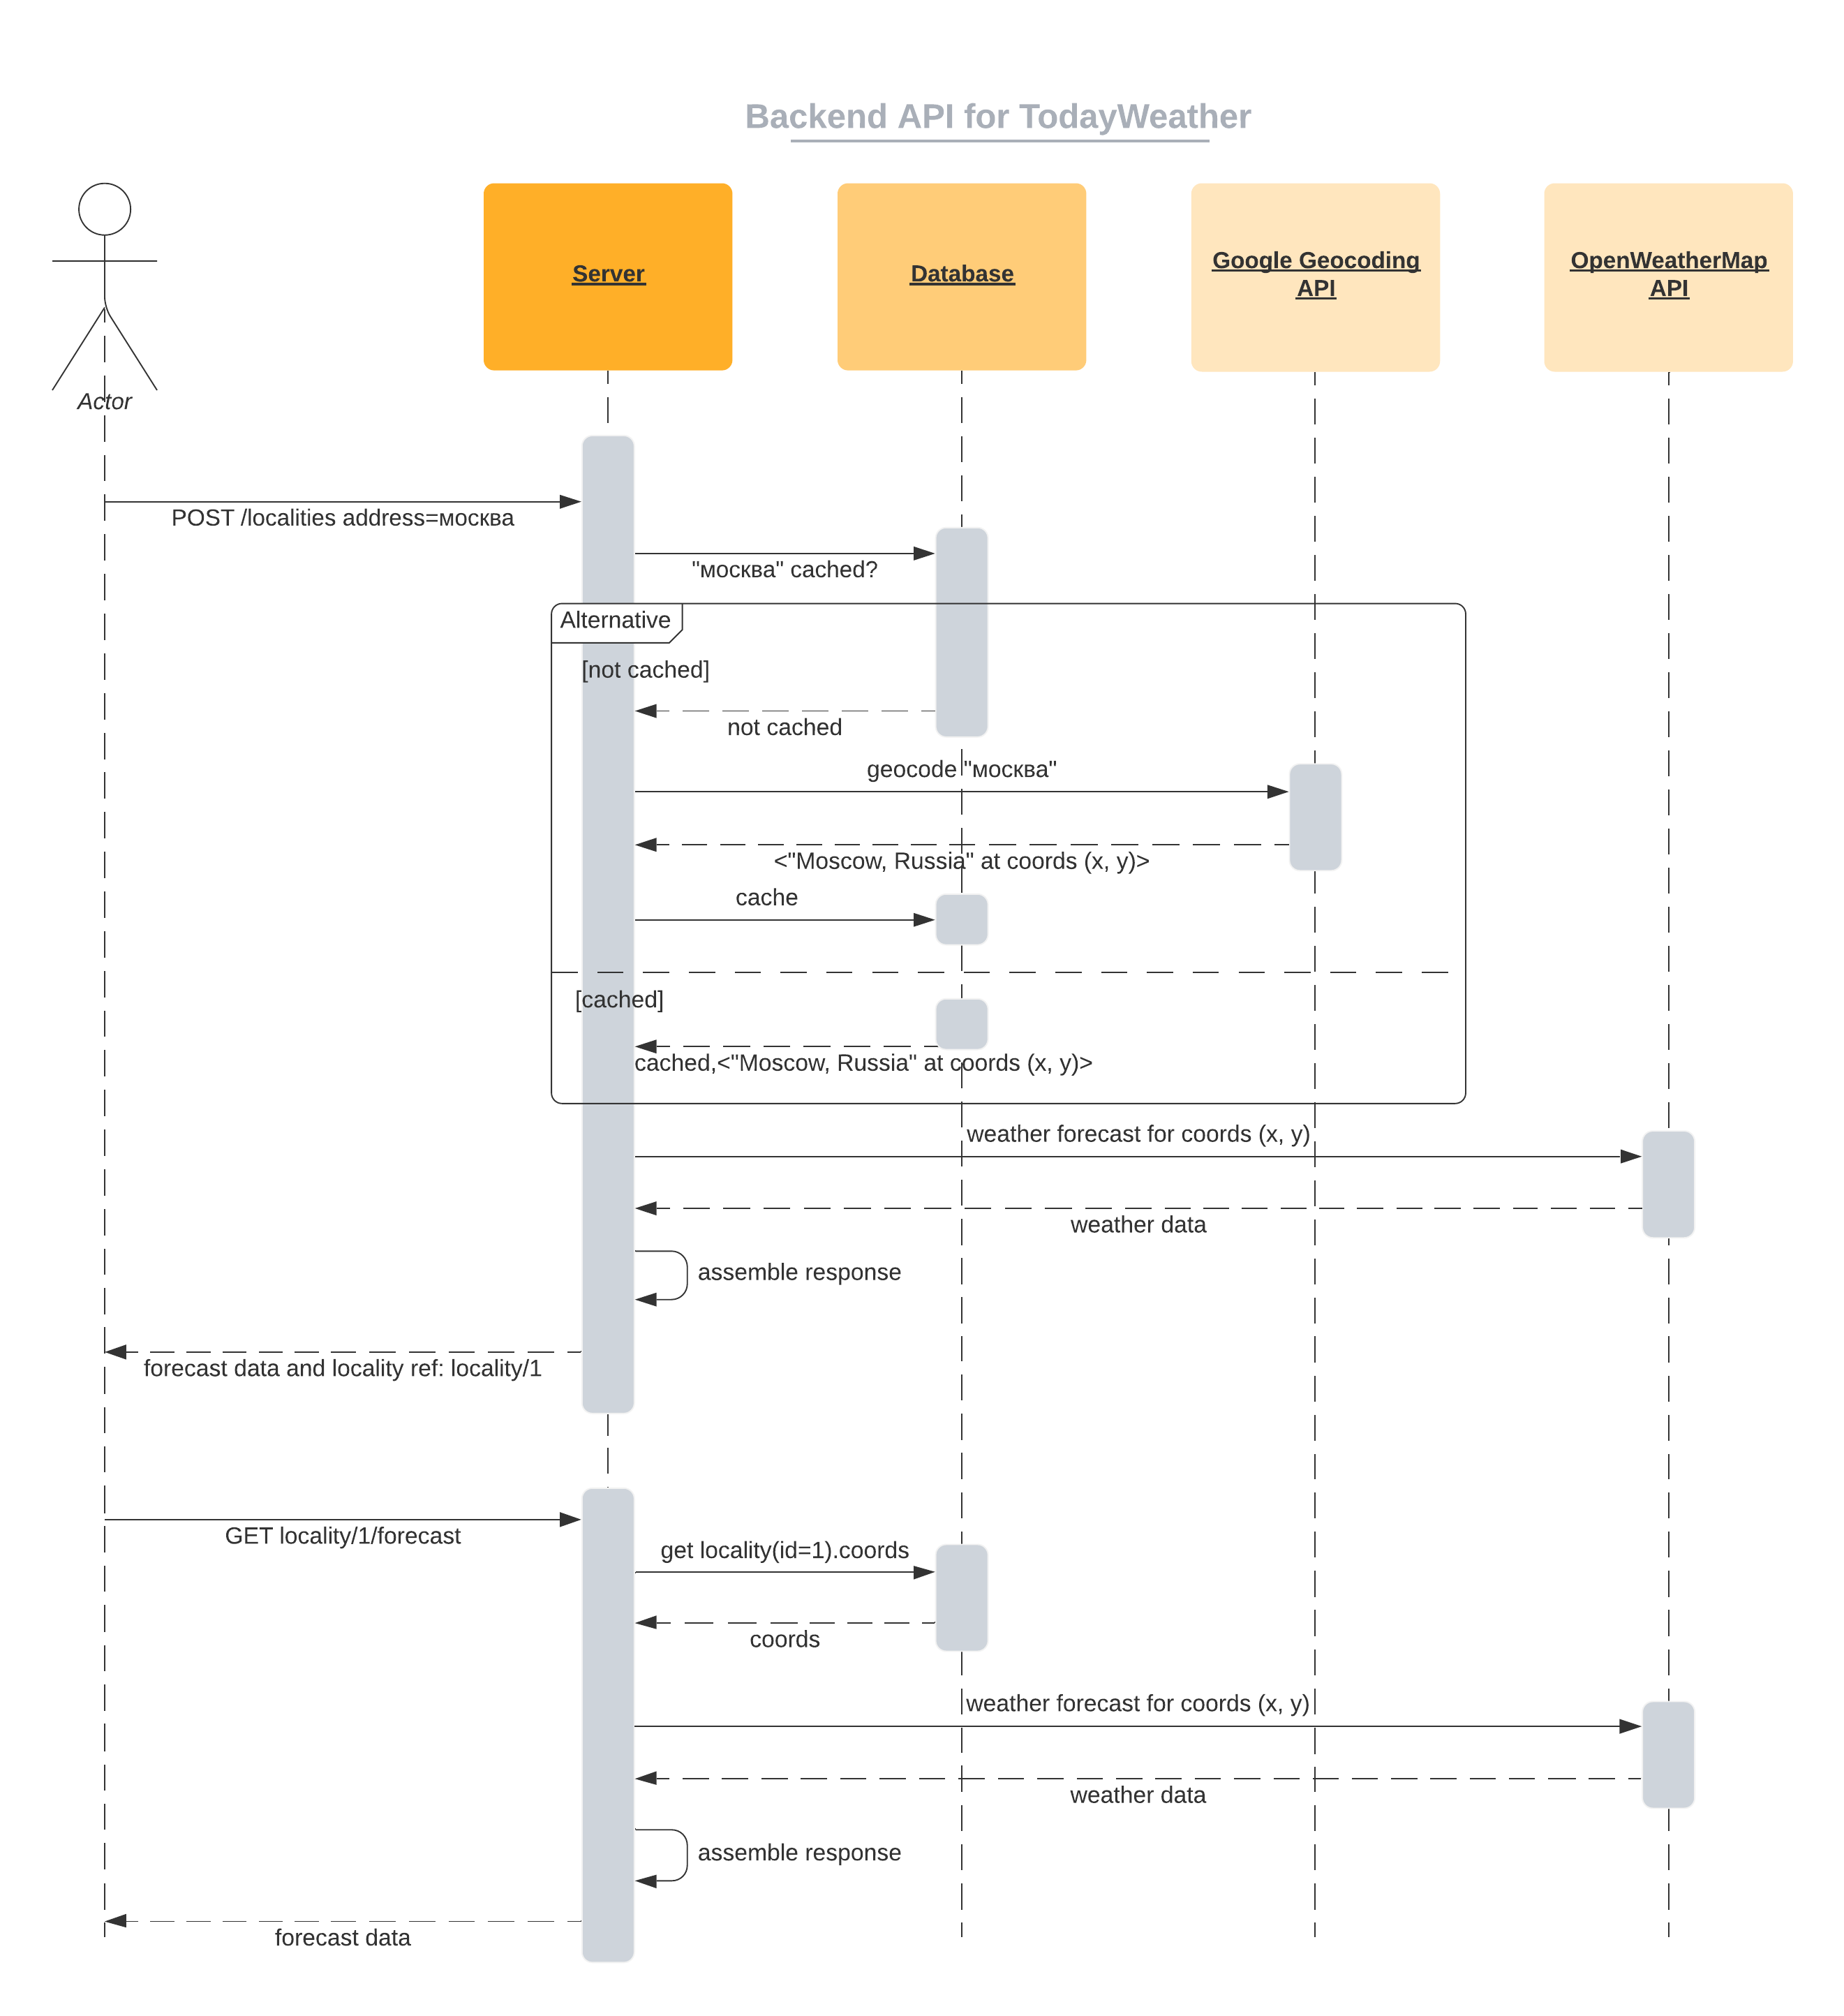 Backend API for TodayWeather
Actor
Server
Database
Google Geocoding
API
OpenWeatherMap
API
POST /localities address=москва
"москва" cached?
Alternative
[not cached]
not cached
geocode "москва"
<"Moscow, Russia" at coords (x, y)>
cache
[cached]
cached,<"Moscow, Russia" at coords (x, y)>
weather forecast for coords (x, y)
weather data
assemble response
forecast data and locality ref: locality/1
GET locality/1/forecast
get locality(id=1).coords
coords
weather forecast for coords (x, y)
weather data
assemble response
forecast data